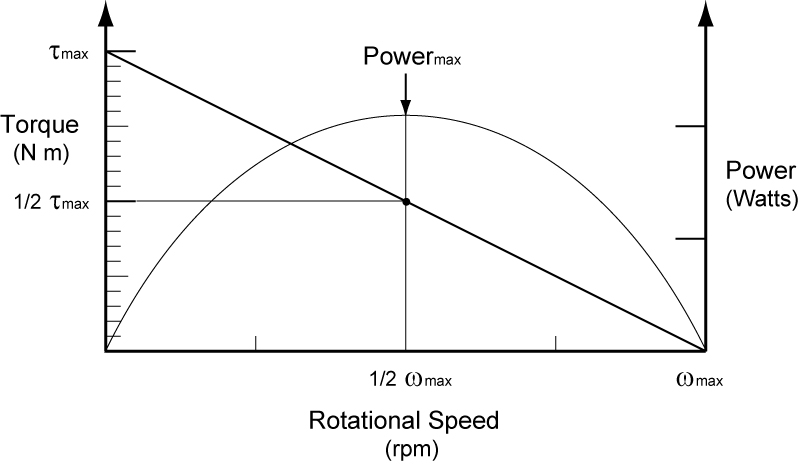 τmax
Powermax
Torque
(N m)
Power
(Watts)
1/2 τmax
1/2 ωmax
ωmax
Rotational Speed
(rpm)